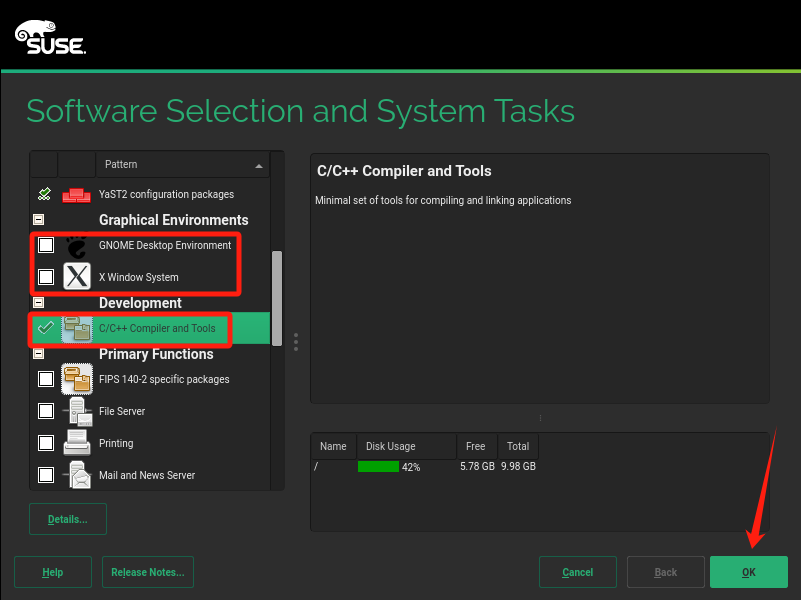 SUSE
Software Selection and System Tasks
Pattern
YaST2 configuration packages
Graphical Environments
GNOME Desktop Environment
X Window System
Development
C/C++ Compiler and Tools
Primary Functions
FIPS 140-2 specific packages
File Server
Printing
Mail and News Server
C/C++ Compiler and Tools
Minimal set of tools for compiling and linking applications
Name Disk Usage Free Total
/ 42% 5.78 GB 9.98 GB
Details...
Help Release Notes... Cancel Back OK